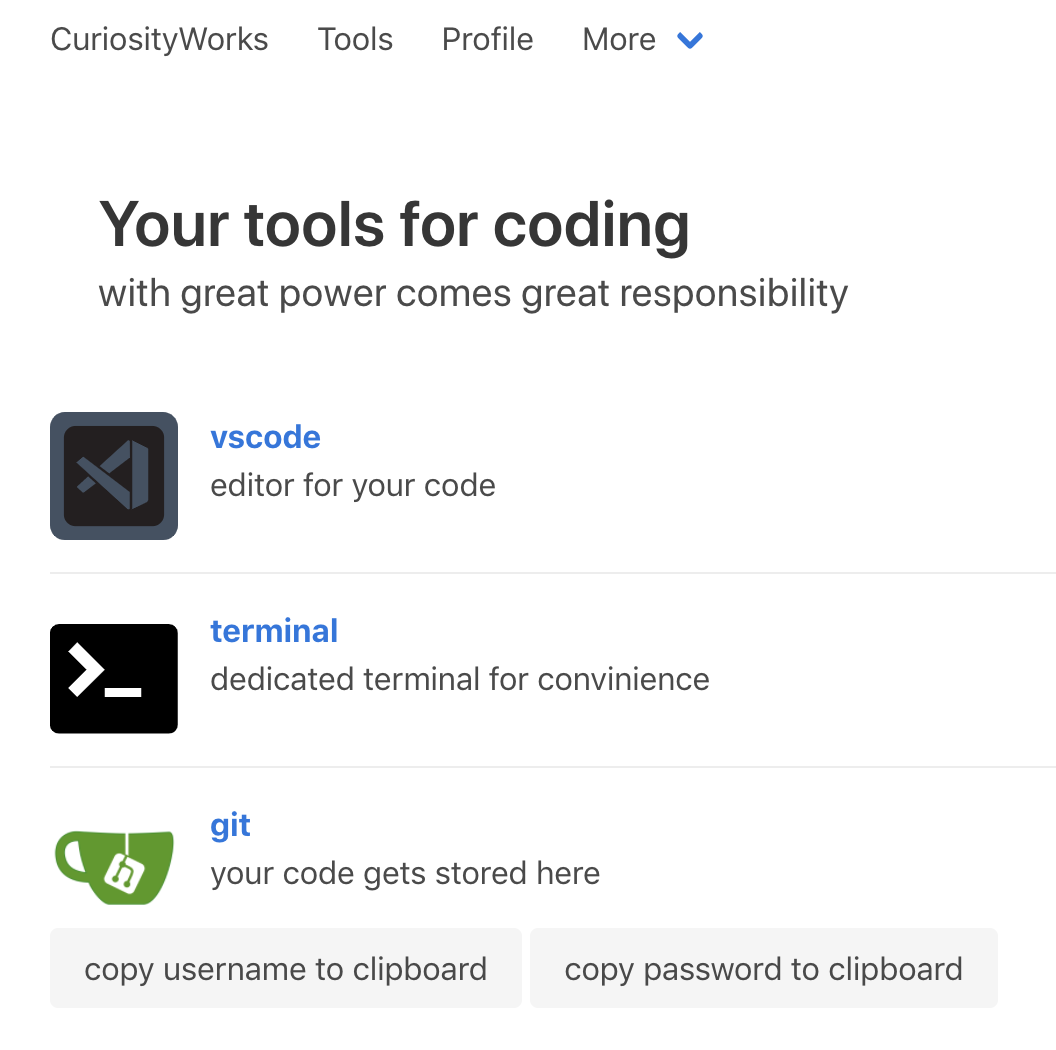 CuriosityWorks Tools Profile More
Your tools for coding
with great power comes great responsibility
vscode
editor for your code
terminal
dedicated terminal for convinience
git
your code gets stored here
copy username to clipboard copy password to clipboard